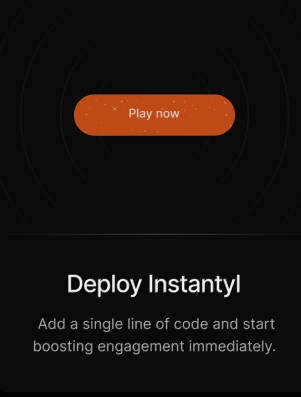 Play now
Deploy Instantyl
Add a single line of code and start
boosting engagement immediately.